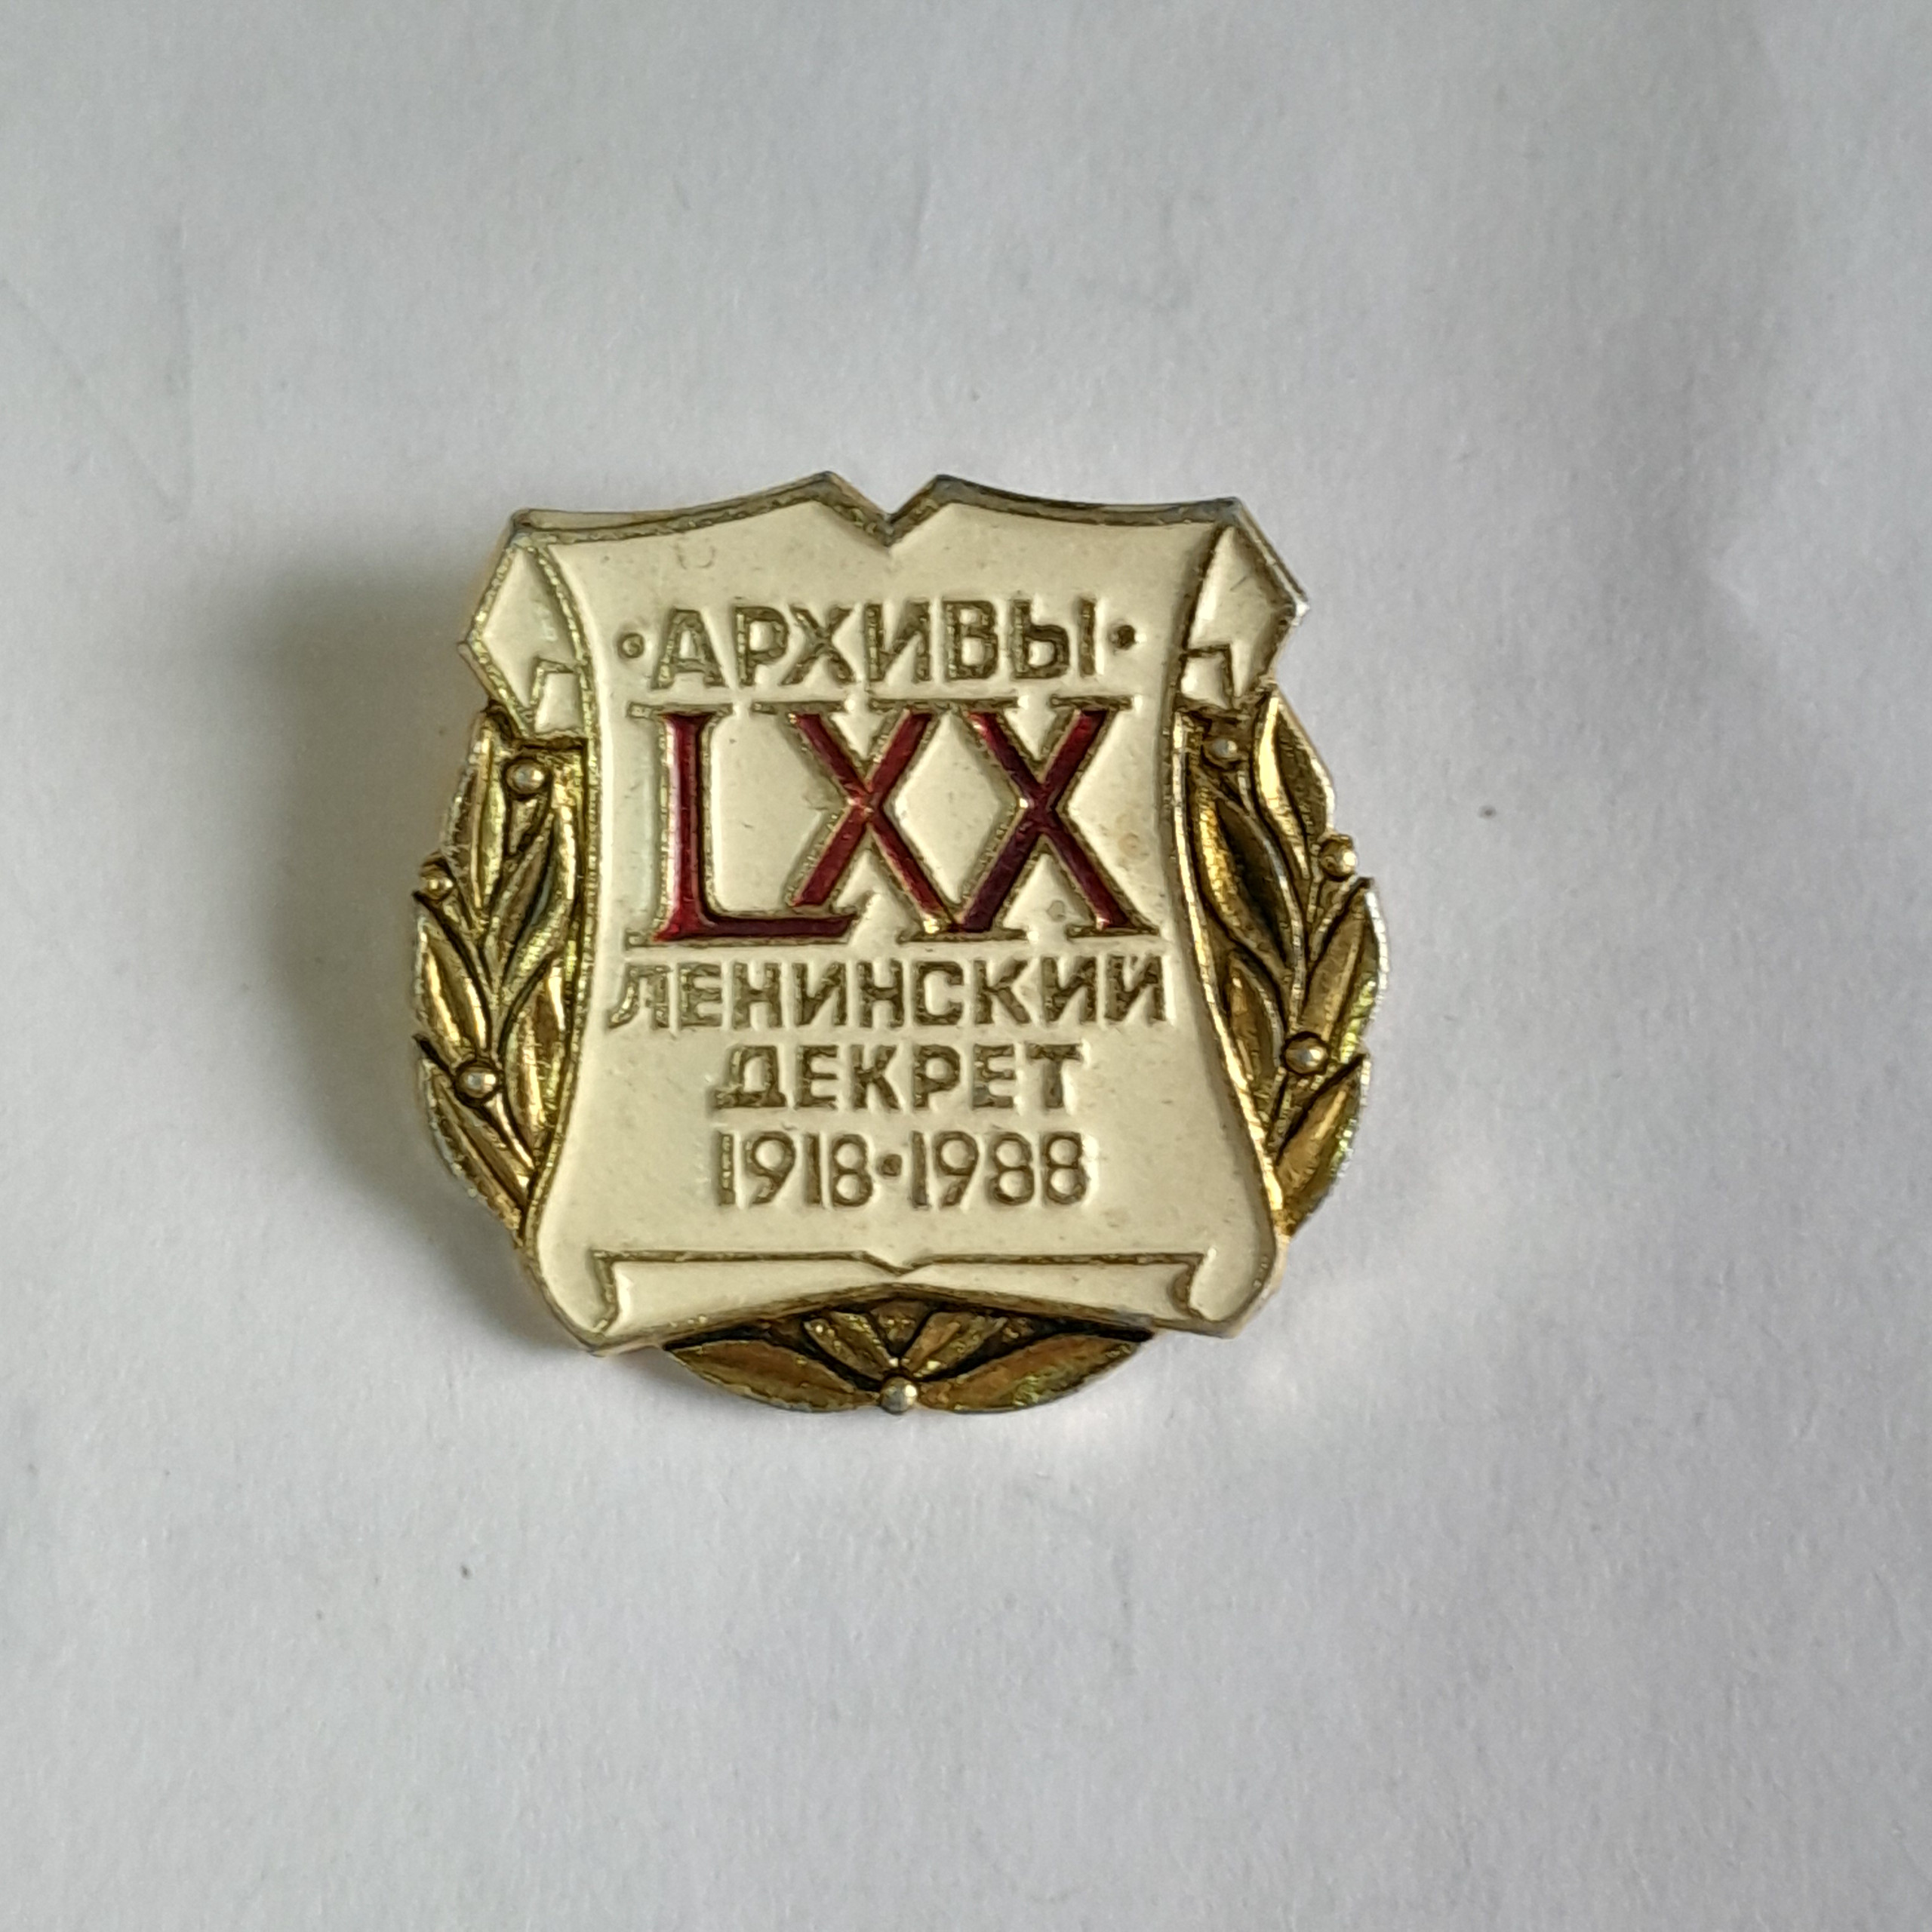 ·АРХИВЫ·
LXX
ЛЕНИНСКИЙ
ДЕКРЕТ
1918·1988